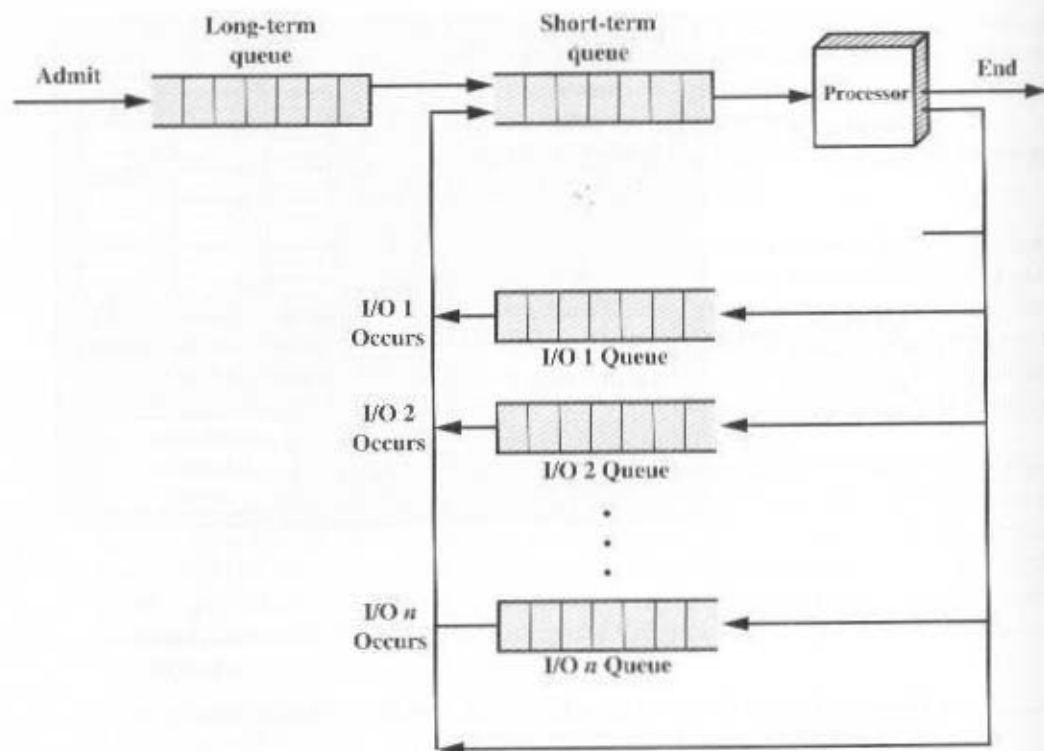 Long-term
queue
Short-term
queue
Admit
Processor
End
I/O 1
Occurs
I/O 1 Queue
I/O 2
Occurs
I/O 2 Queue
I/O n
Occurs
I/O n Queue